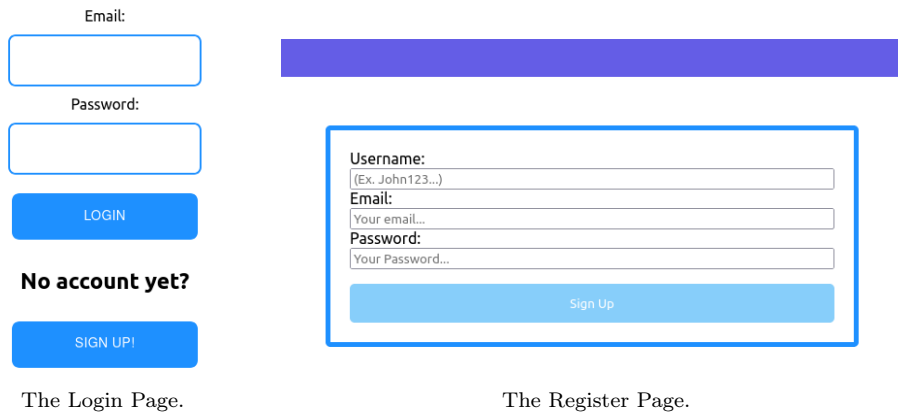 Email:
Password:
LOGIN
No account yet?
SIGN UP!
The Login Page.
Username:
(Ex. John123...)
Email:
Your email...
Password:
Your Password...
Sign Up
The Register Page.